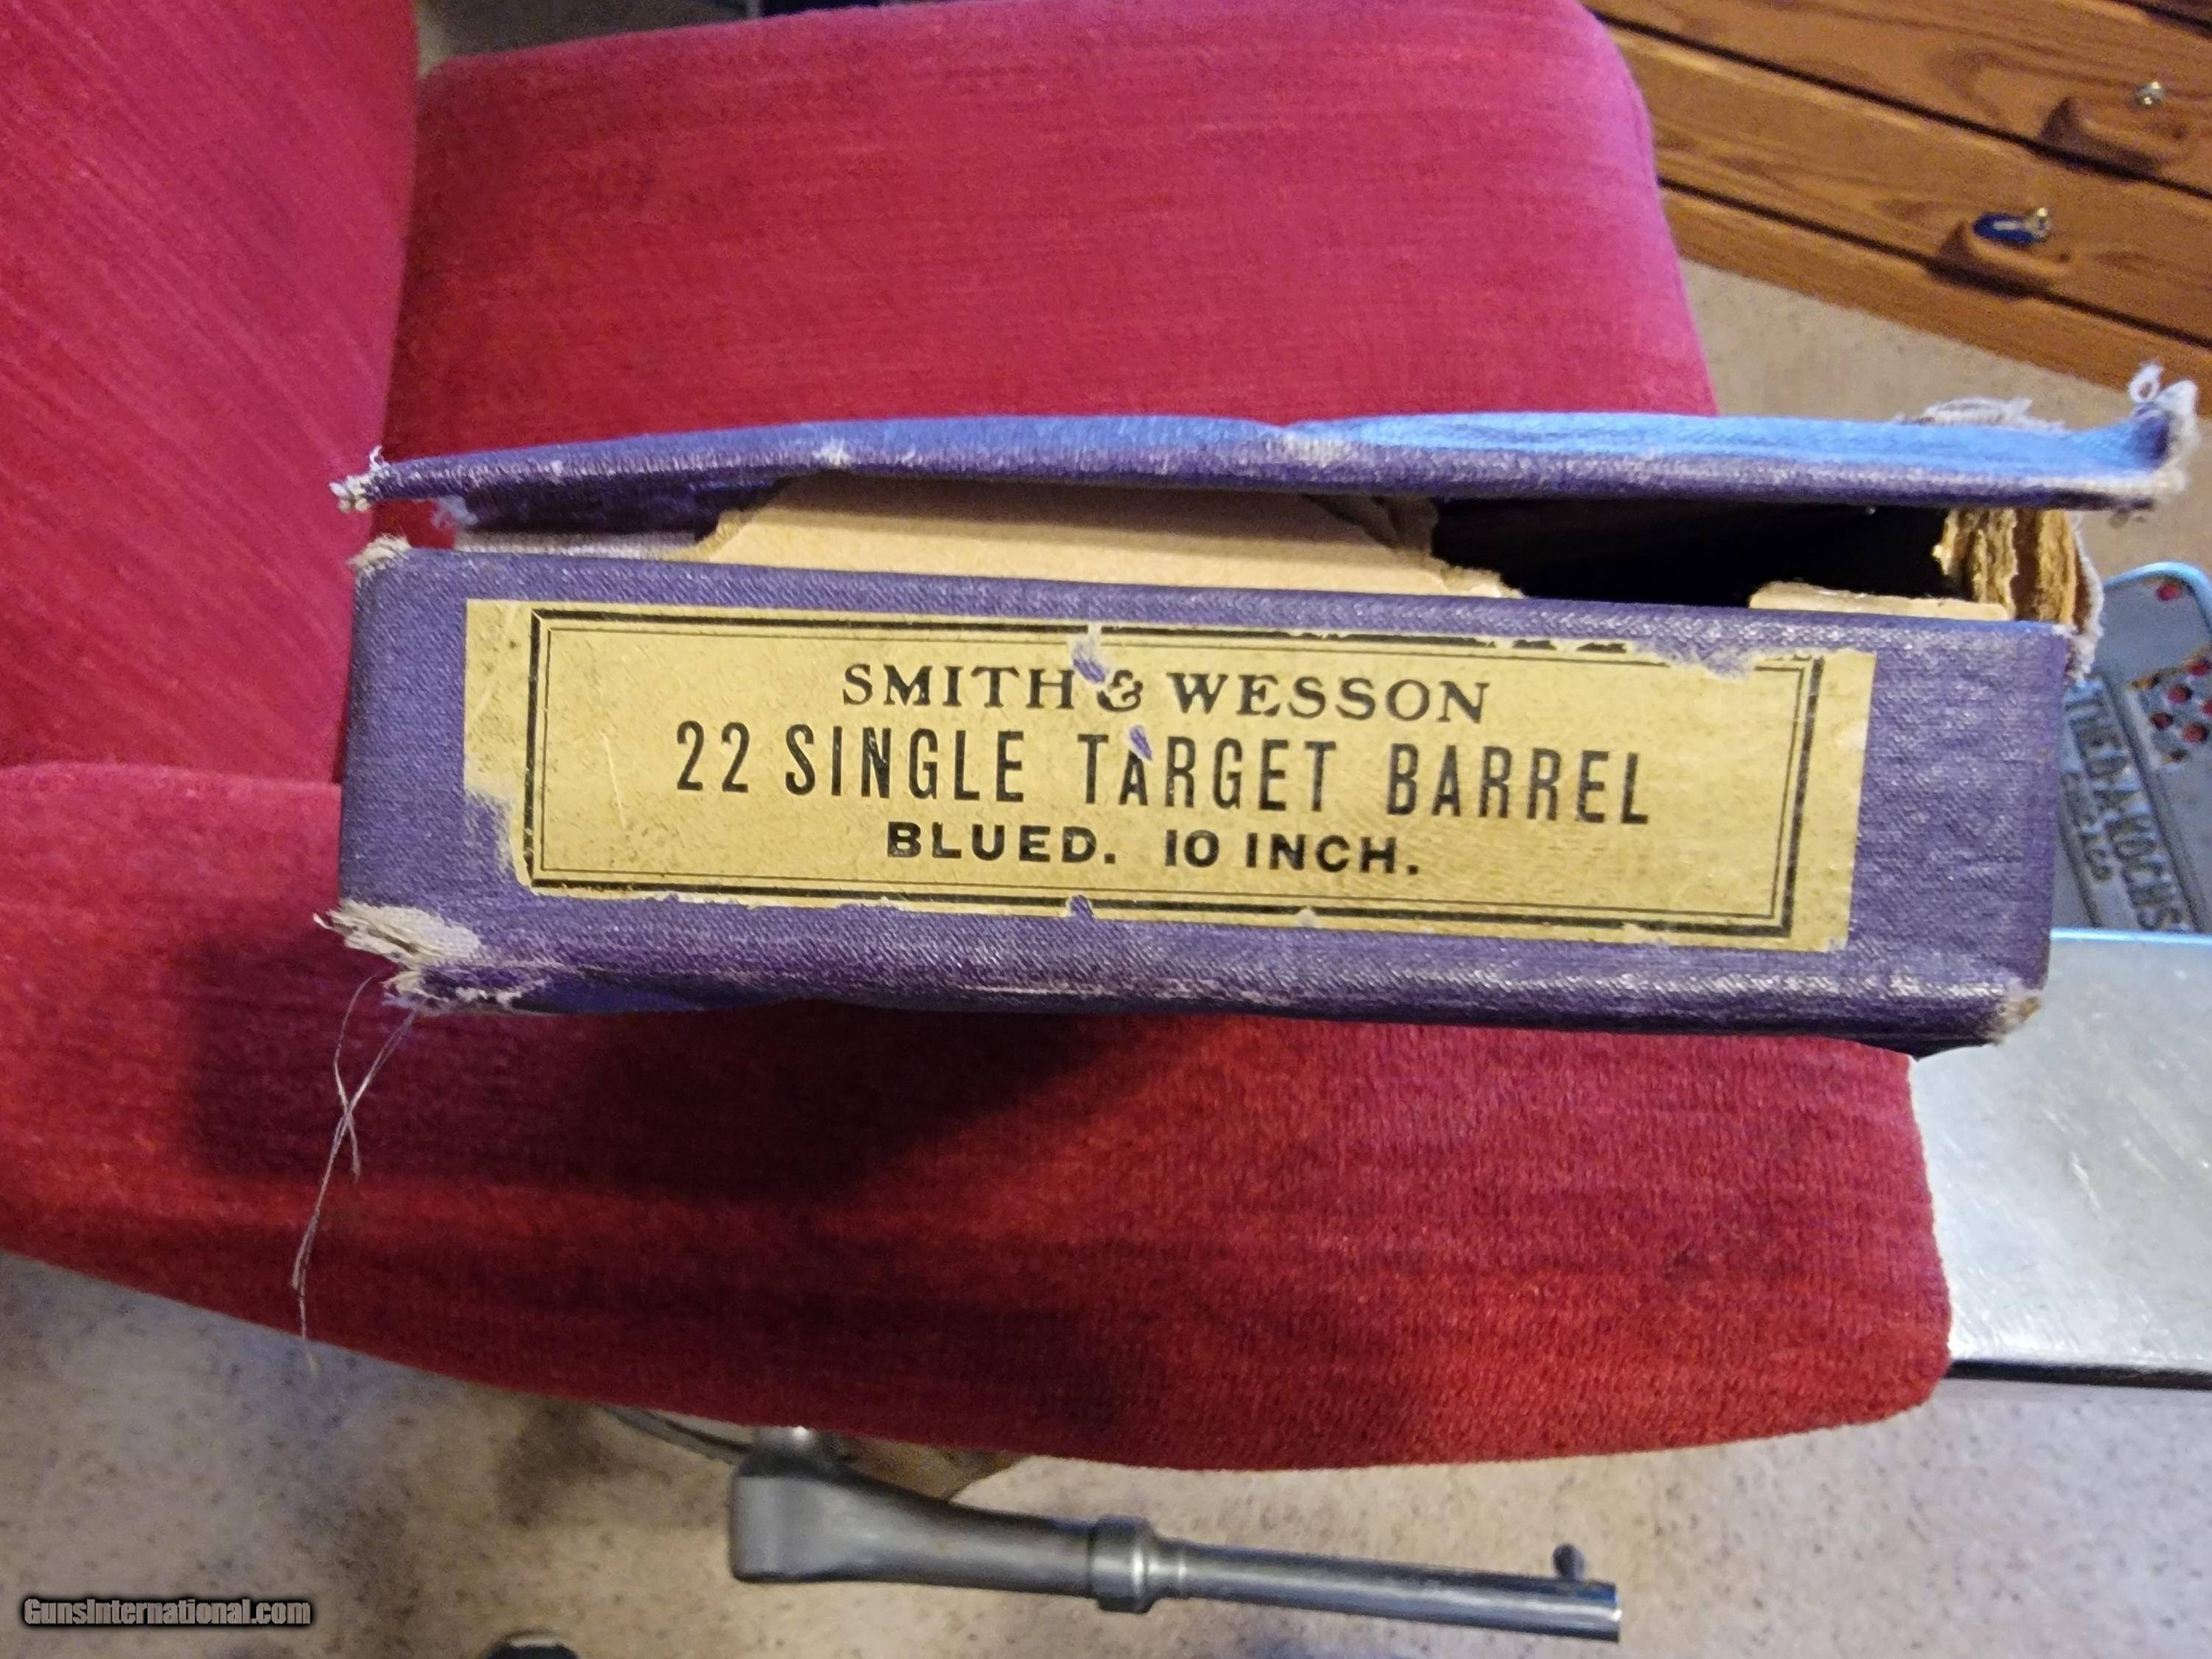 SMITH & WESSON
22 SINGLE TARGET BARREL
BLUED. 10 INCH.
GunsInternational.com